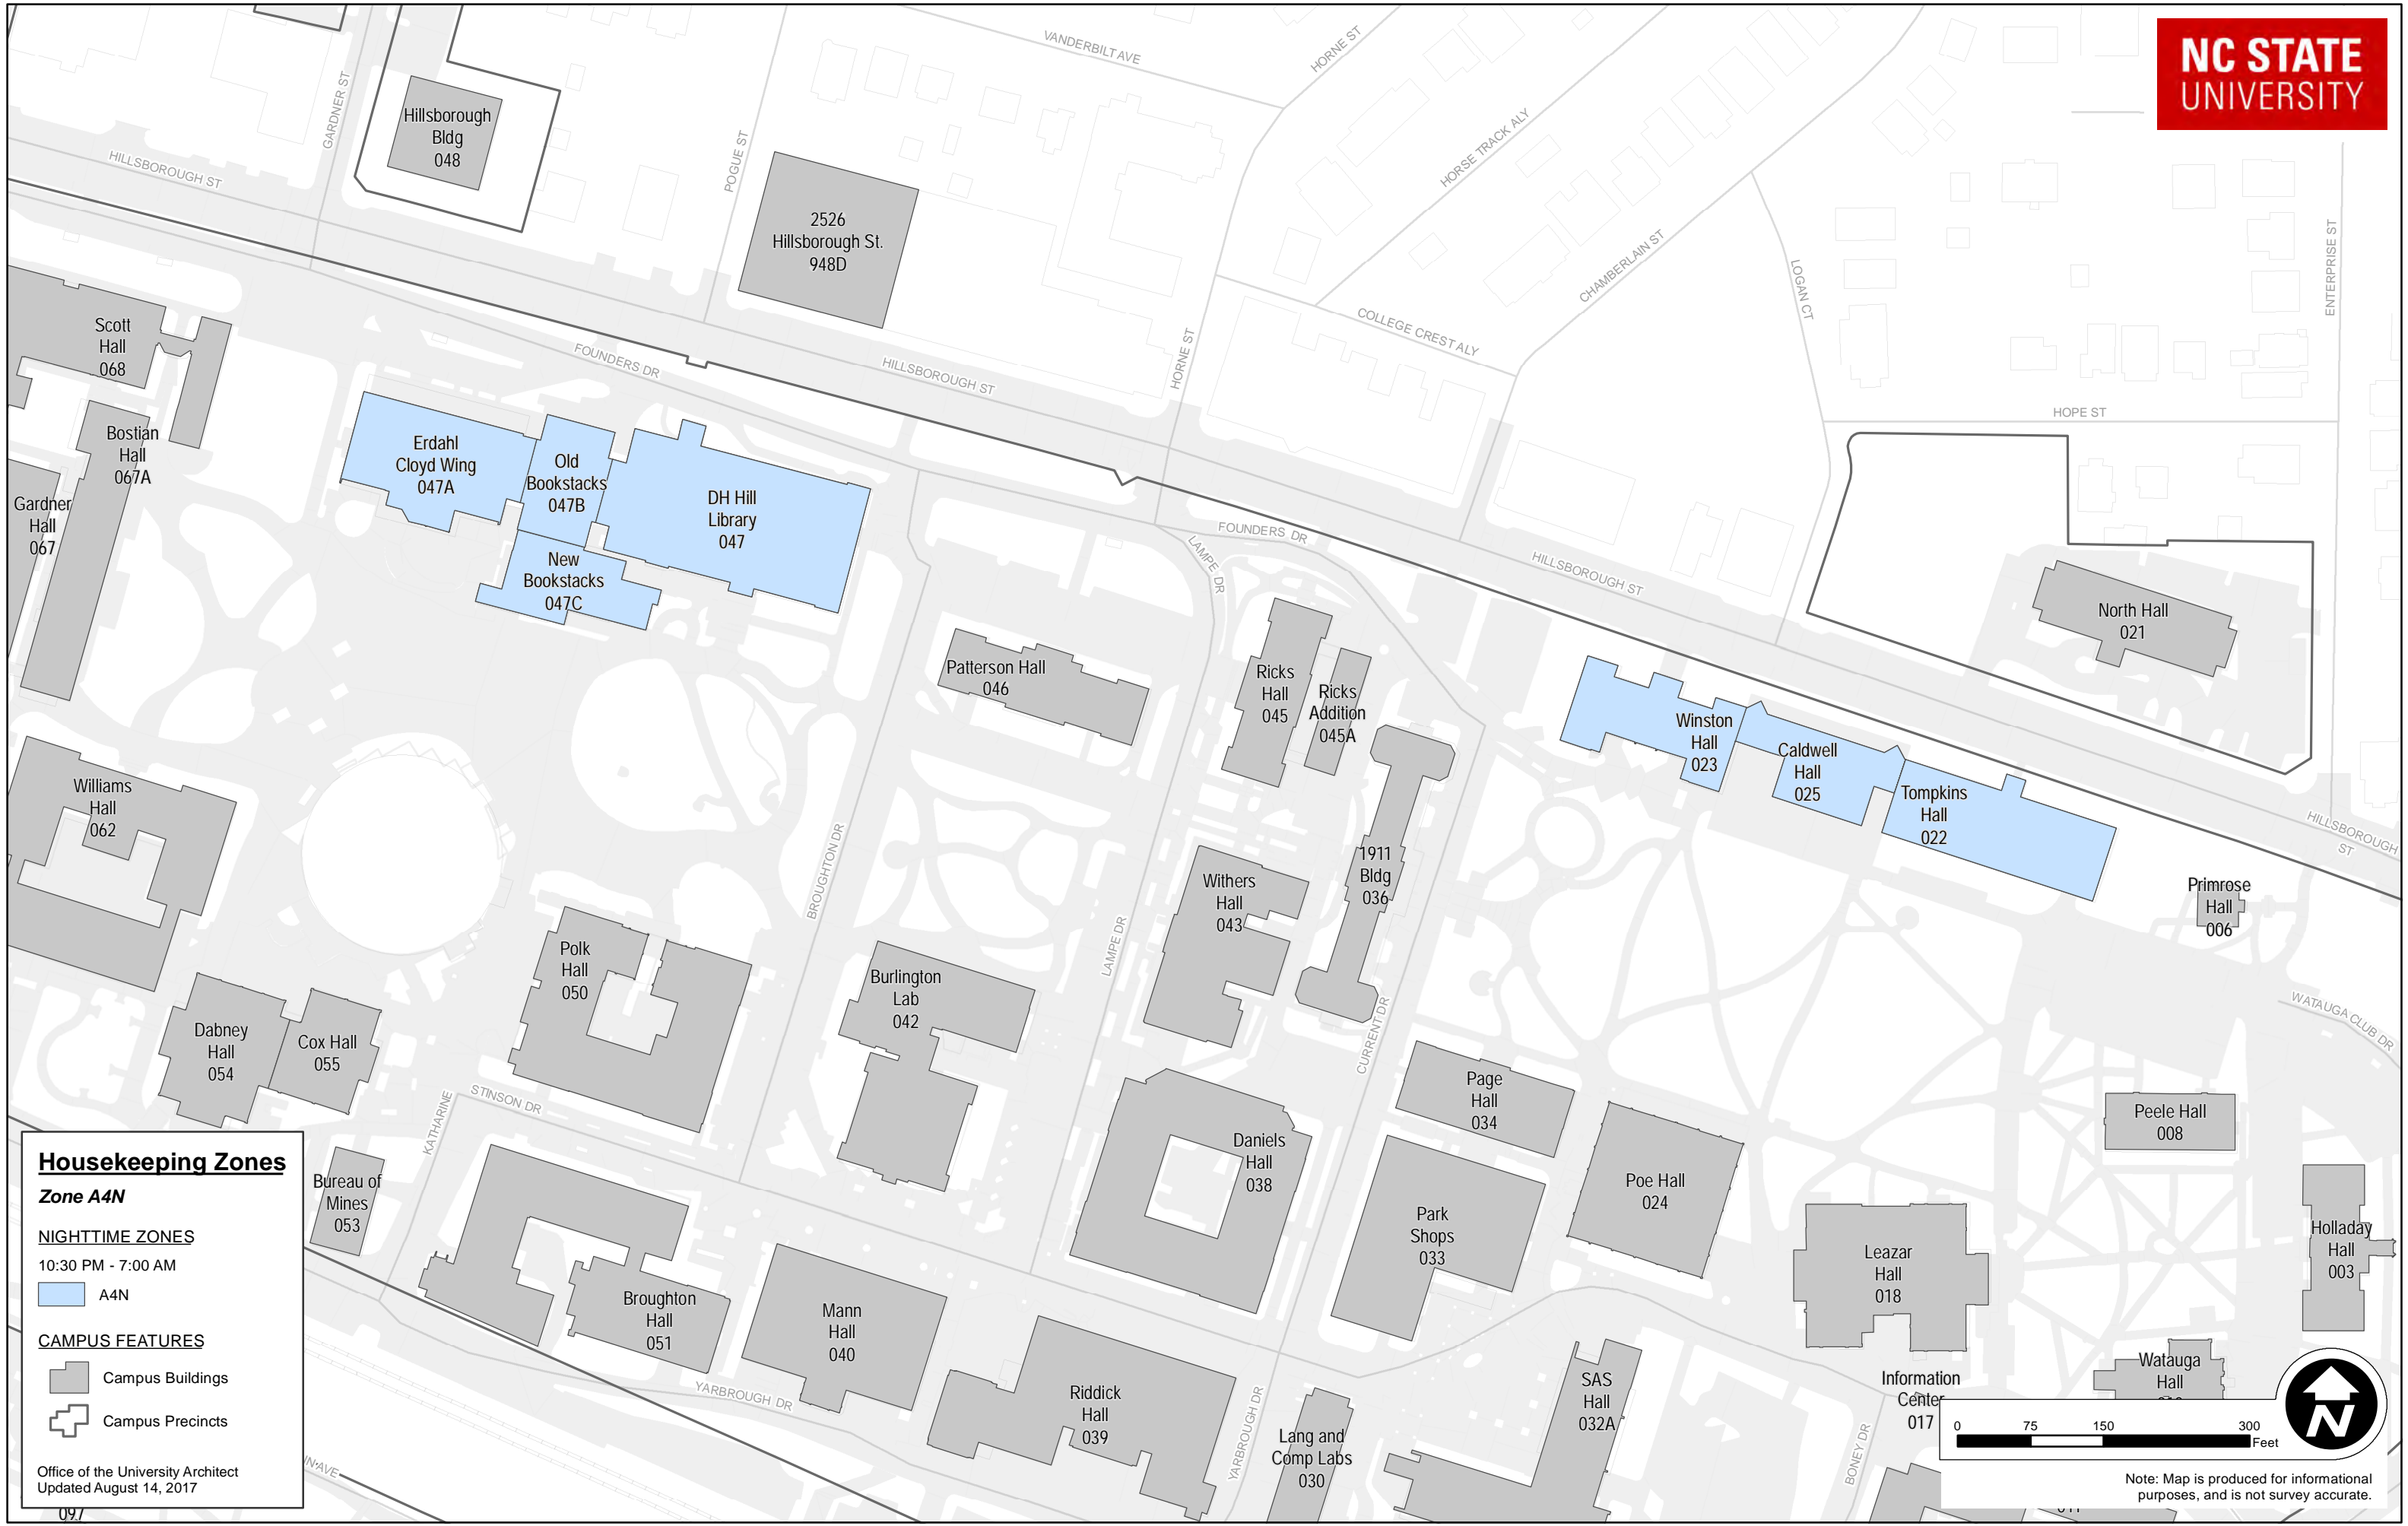 NC STATE
UNIVERSITY
VANDERBILT AVE
HORNE ST
GARDNER ST
Hillsborough
Bldg
048
HORSE TRACK ALY
POGUE ST
HILLSBOROUGH ST
2526
Hillsborough St.
948D
ENTERPRISE ST
CHAMBERLAIN ST
LOGAN CT
COLLEGE CREST ALY
Scott
Hall
068
FOUNDERS DR
HILLSBOROUGH ST
HORNE ST
HOPE ST
Bostian
Hall
067A
Erdahl
Cloyd Wing
047A
Old
Bookstacks
047B
DH Hill
Library
047
Gardner
Hall
067
New
Bookstacks
047C
FOUNDERS DR
LAMPE DR
HILLSBOROUGH ST
North Hall
021
Patterson Hall
046
Ricks
Hall
045
Ricks
Addition
045A
Winston
Hall
023
Caldwell
Hall
025
Tompkins
Hall
022
Williams
Hall
062
HILLSBOROUGH
ST
BROUGHTON DR
1911
Bldg
036
Withers
Hall
043
Primrose
Hall
006
LAMPE DR
Polk
Hall
050
Burlington
Lab
042
CURRENT DR
WATAUGA CLUB DR
Dabney
Hall
054
Cox Hall
055
Page
Hall
034
Peele Hall
008
KATHARINE
STINSON DR
Daniels
Hall
038
Poe Hall
024
Bureau of
Mines
053
Park
Shops
033
Holladay
Hall
003
Leazar
Hall
018
Broughton
Hall
051
Mann
Hall
040
Watauga
Hall
Information
Center
017
SAS
Hall
032A
Riddick
Hall
039
YARBROUGH DR
YARBROUGH DR
Lang and
Comp Labs
030
BONEY DR
Housekeeping Zones
Zone A4N
NIGHTTIME ZONES
10:30 PM - 7:00 AM
A4N
CAMPUS FEATURES
Campus Buildings
Campus Precincts
Office of the University Architect
Updated August 14, 2017
AVE
097
N
0 75 150 300
Feet
Note: Map is produced for informational
purposes, and is not survey accurate.